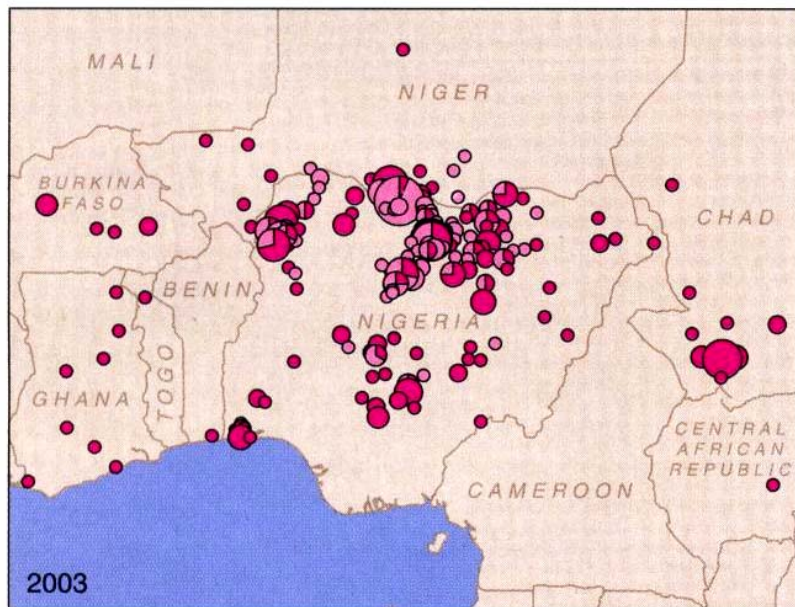 MALI
NIGER
BURKINA
FASO
CHAD
BENIN
NIGERIA
GHANA
TOGO
CENTRAL
AFRICAN
REPUBLIC
CAMEROON
2003